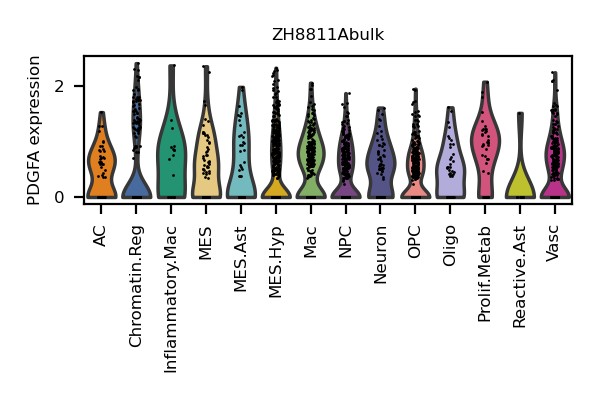 ZH8811Abulk
PDGFA expression
2
0
AC
Chromatin.Reg
Inflammatory.Mac
MES
MES.Ast
MES.Hyp
Mac
NPC
Neuron
OPC
Oligo
Prolif.Metab
Reactive.Ast
Vasc